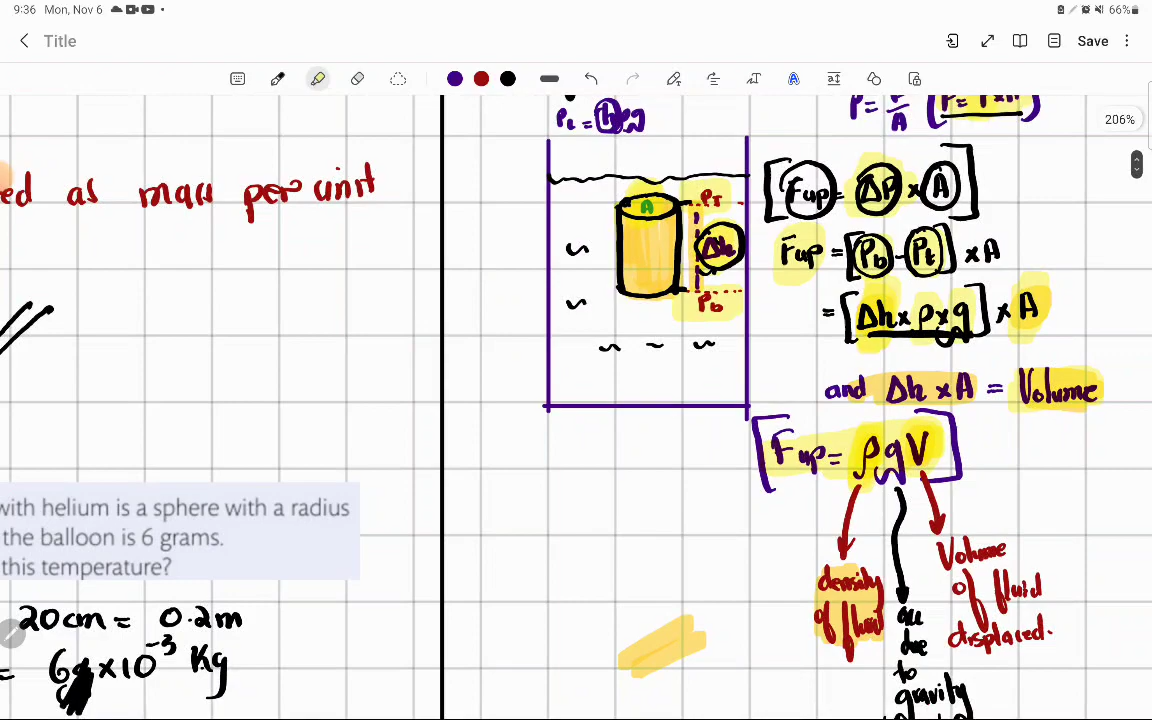 9:36 Mon, Nov 6
66%
Title
Save
206%
ed as mass per unit
with helium is a sphere with a radius
the balloon is 6 grams.
this temperature?
20cm = 0.2m
= 6g ×10⁻³ Kg
P = F/A
A
PT
Δh
Pb
[Fup = ΔP × A]
Fup = [Pb - Pt] × A
= [Δh × ρ × g] × A
and Δh × A = Volume
[Fup = ρgV]
density
of fluid
acc
due
to
gravity
Volume
of fluid
displaced.